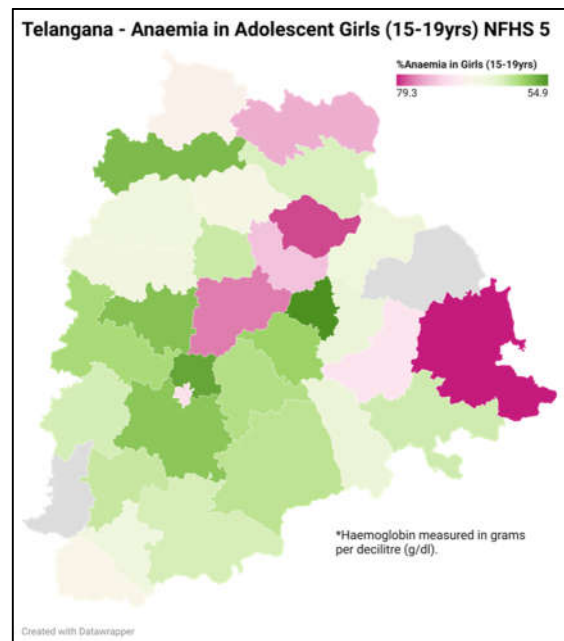 Telangana - Anaemia in Adolescent Girls (15-19yrs) NFHS 5
%Anaemia in Girls (15-19yrs)
79.3 54.9
*Haemoglobin measured in grams
per decilitre (g/dl).
Created with Datawrapper